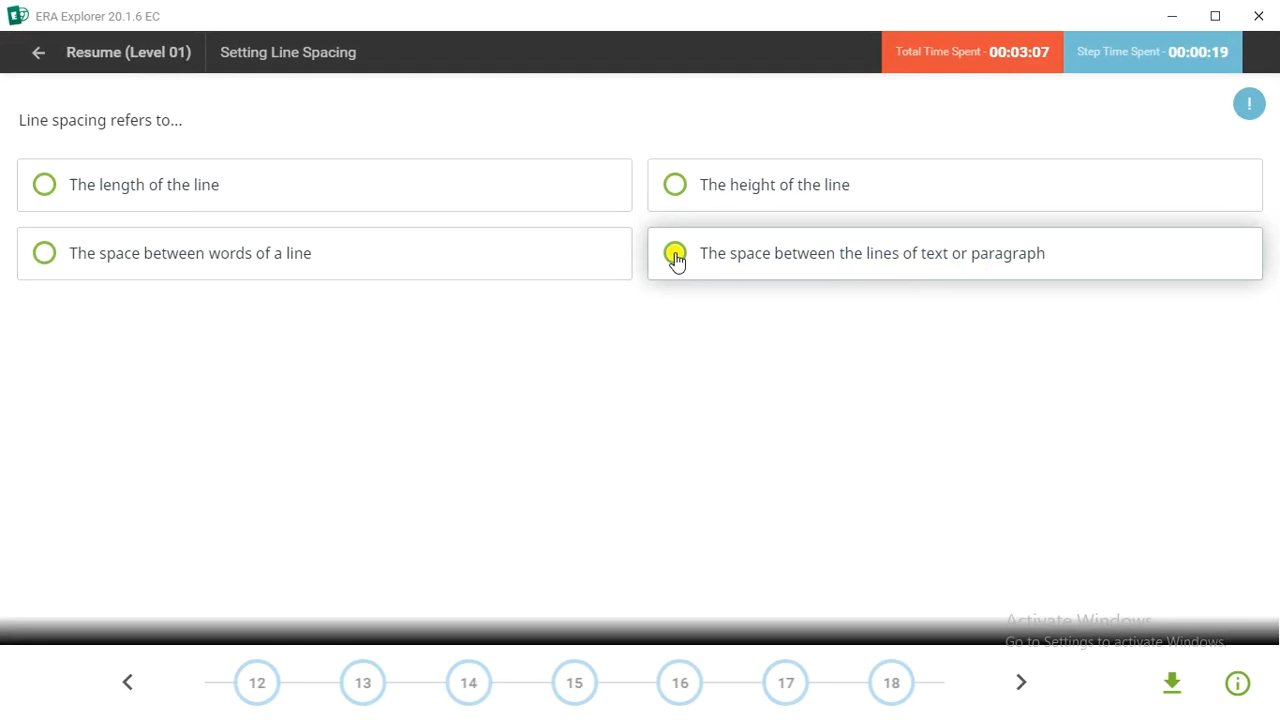 ERA Explorer 20.1.6 EC
Resume (Level 01) Setting Line Spacing Total Time Spent - 00:03:07 Step Time Spent - 00:00:19
!
Line spacing refers to...
The length of the line The height of the line
The space between words of a line The space between the lines of text or paragraph
Activate Windows
Go to Settings to activate Windows.
12 13 14 15 16 17 18